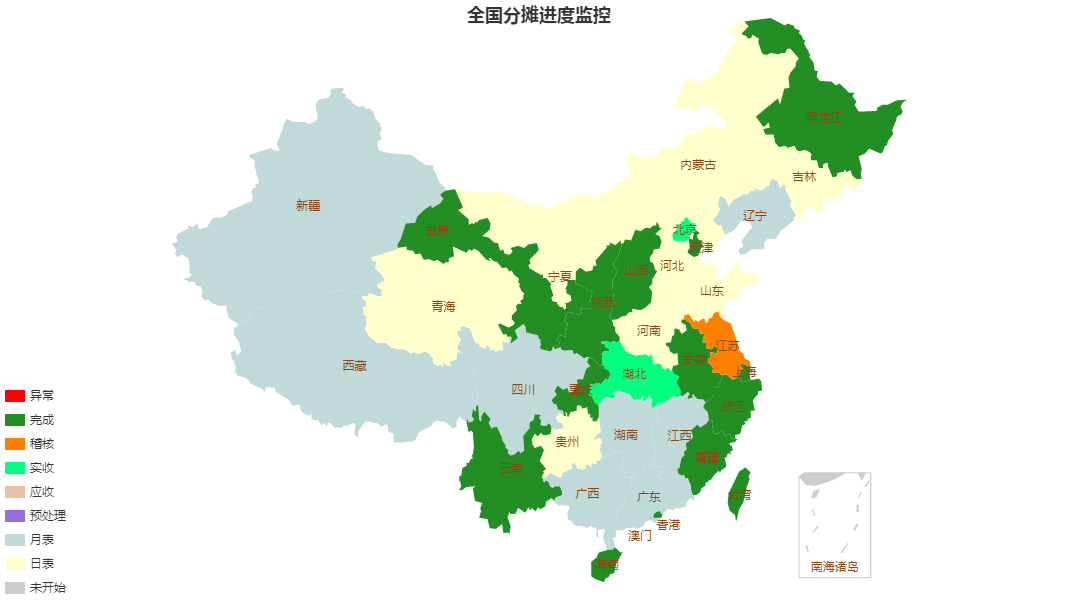 全国分摊进度监控
黑龙江
内蒙古
吉林
新疆
辽宁
甘肃
北京
天津
宁夏
山西
河北
山东
青海
陕西
河南
江苏
西藏
安徽
上海
四川
重庆
湖北
浙江
贵州
湖南
江西
云南
福建
广西
广东
台湾
香港
澳门
海南
南海诸岛
异常
完成
稽核
实收
应收
预处理
月表
日表
未开始